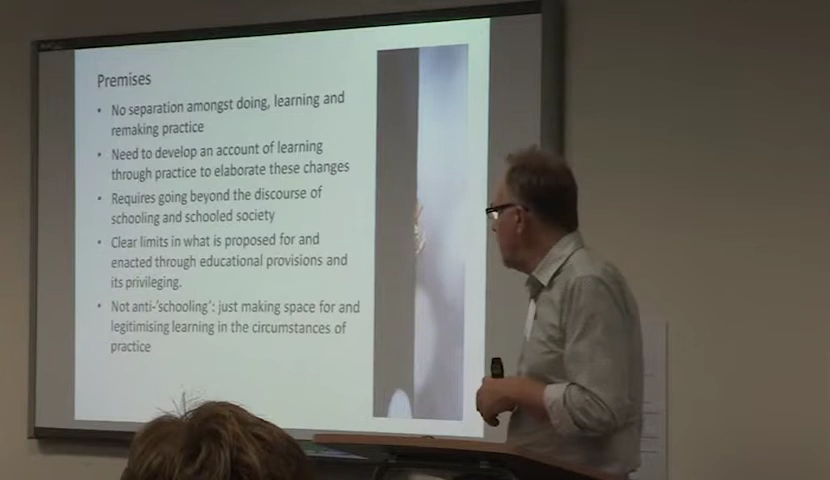 Premises
• No separation amongst doing, learning and
remaking practice
• Need to develop an account of learning
through practice to elaborate these changes
• Requires going beyond the discourse of
schooling and schooled society
• Clear limits in what is proposed for and
enacted through educational provisions and
its privileging.
• Not anti-'schooling': just making space for and
legitimising learning in the circumstances of
practice